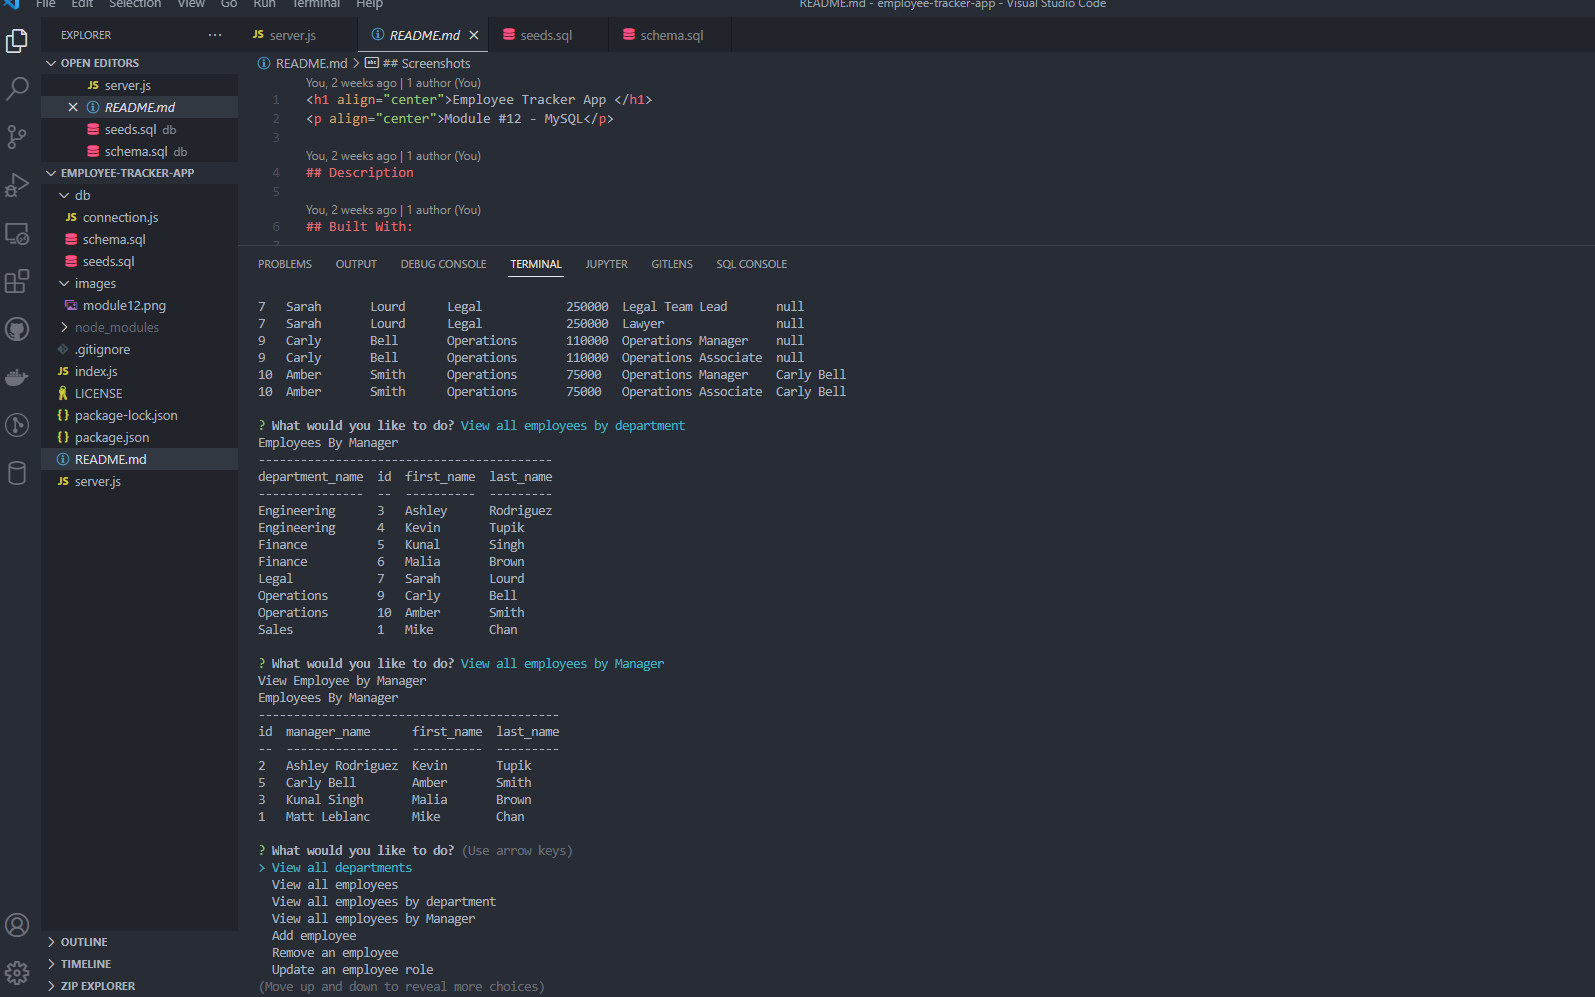 File Edit Selection View Go Run Terminal Help
README.md - employee-tracker-app - Visual Studio Code
EXPLORER ···
OPEN EDITORS
JS server.js
README.md
seeds.sql db
schema.sql db
EMPLOYEE-TRACKER-APP
db
JS connection.js
schema.sql
seeds.sql
images
module12.png
node_modules
.gitignore
JS index.js
LICENSE
{} package-lock.json
{} package.json
README.md
JS server.js
OUTLINE
TIMELINE
ZIP EXPLORER
JS server.js README.md seeds.sql schema.sql
README.md > ## Screenshots
You, 2 weeks ago | 1 author (You)
1 <h1 align="center">Employee Tracker App </h1>
2 <p align="center">Module #12 - MySQL</p>
3
You, 2 weeks ago | 1 author (You)
4 ## Description
5
You, 2 weeks ago | 1 author (You)
6 ## Built With:
7
PROBLEMS OUTPUT DEBUG CONSOLE TERMINAL JUPYTER GITLENS SQL CONSOLE
7 Sarah Lourd Legal 250000 Legal Team Lead null
7 Sarah Lourd Legal 250000 Lawyer null
9 Carly Bell Operations 110000 Operations Manager null
9 Carly Bell Operations 110000 Operations Associate null
10 Amber Smith Operations 75000 Operations Manager Carly Bell
10 Amber Smith Operations 75000 Operations Associate Carly Bell
? What would you like to do? View all employees by department
Employees By Manager
------------------------------------------
department_name id first_name last_name
--------------- -- ---------- ---------
Engineering 3 Ashley Rodriguez
Engineering 4 Kevin Tupik
Finance 5 Kunal Singh
Finance 6 Malia Brown
Legal 7 Sarah Lourd
Operations 9 Carly Bell
Operations 10 Amber Smith
Sales 1 Mike Chan
? What would you like to do? View all employees by Manager
View Employee by Manager
Employees By Manager
-------------------------------------------
id manager_name first_name last_name
-- ---------------- ---------- ---------
2 Ashley Rodriguez Kevin Tupik
5 Carly Bell Amber Smith
3 Kunal Singh Malia Brown
1 Matt Leblanc Mike Chan
? What would you like to do? (Use arrow keys)
> View all departments
View all employees
View all employees by department
View all employees by Manager
Add employee
Remove an employee
Update an employee role
(Move up and down to reveal more choices)